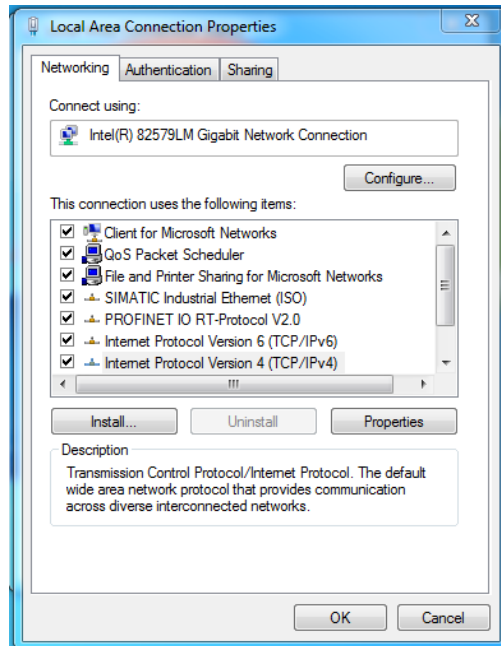 Local Area Connection Properties
Networking
Authentication
Sharing
Connect using:
Intel(R) 82579LM Gigabit Network Connection
Configure...
This connection uses the following items:
Client for Microsoft Networks
QoS Packet Scheduler
File and Printer Sharing for Microsoft Networks
SIMATIC Industrial Ethernet (ISO)
PROFINET IO RT-Protocol V2.0
Internet Protocol Version 6 (TCP/IPv6)
Internet Protocol Version 4 (TCP/IPv4)
Install...
Uninstall
Properties
Description
Transmission Control Protocol/Internet Protocol. The default
wide area network protocol that provides communication
across diverse interconnected networks.
OK
Cancel